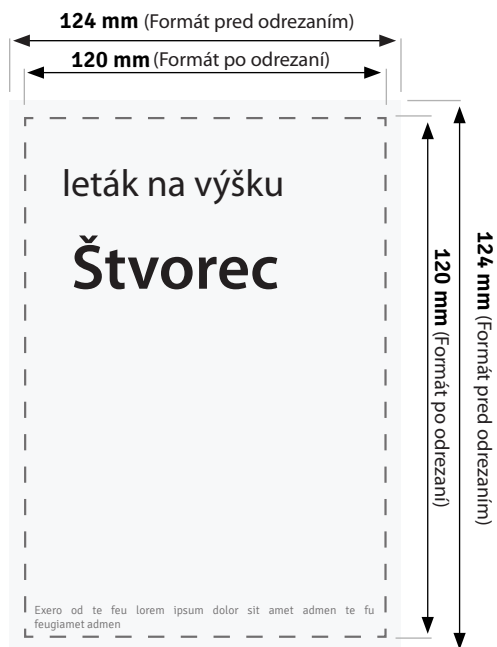 124 mm (Formát pred odrezaním)
120 mm (Formát po odrezaní)
leták na výšku
Štvorec
120 mm (Formát po odrezaní)
124 mm (Formát pred odrezaním)
Exero od te feu lorem ipsum dolor sit amet admen te fu
feugiamet admen